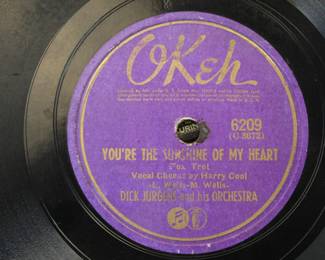 OKeh
6209
(C 3672)
YOU'RE THE SUNSHINE OF MY HEART
Fox Trot
Vocal Chorus by Harry Cool
DICK JURGENS and his ORCHESTRA